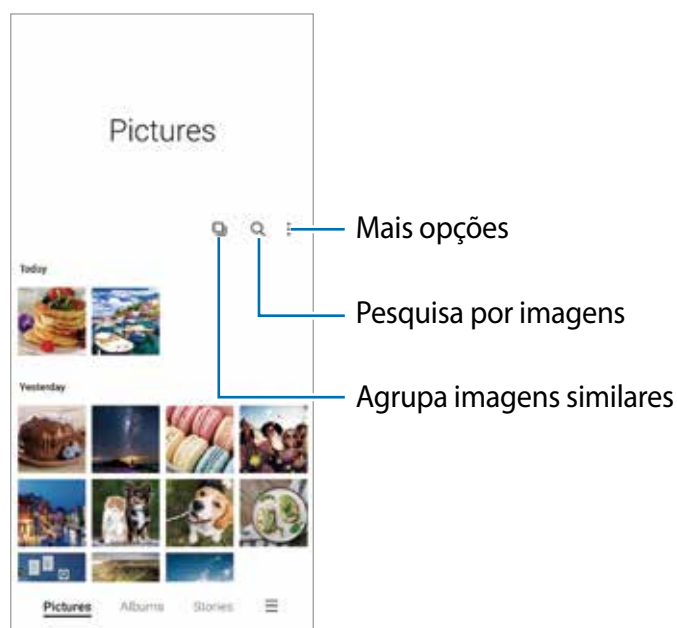 Pictures
Mais opções
Today
Pesquisa por imagens
Yesterday
Agrupa imagens similares
Pictures Albums Stories